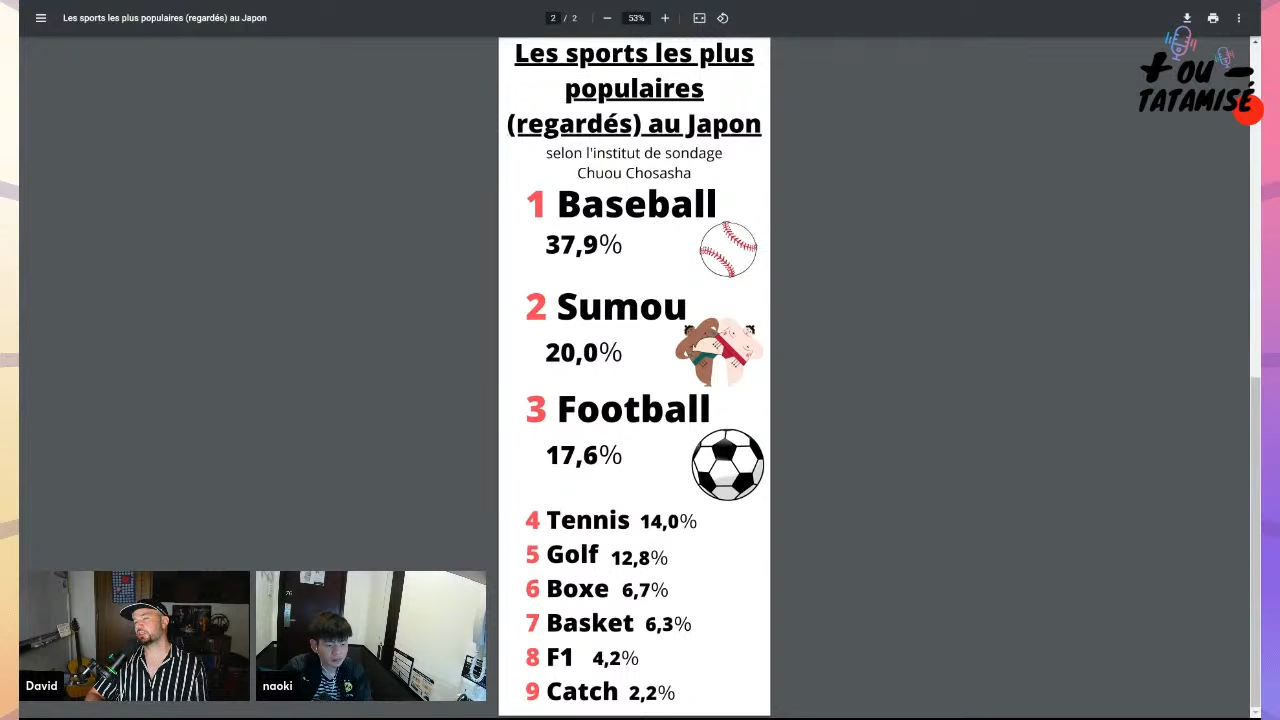 Les sports les plus populaires (regardés) au Japon
2 / 2
53%
+ OU -
TATAMISÉ
Les sports les plus
populaires
(regardés) au Japon
selon l'institut de sondage
Chuou Chosasha
1 Baseball
37,9%
2 Sumou
20,0%
3 Football
17,6%
4 Tennis 14,0%
5 Golf 12,8%
6 Boxe 6,7%
7 Basket 6,3%
8 F1 4,2%
9 Catch 2,2%
David
naoki